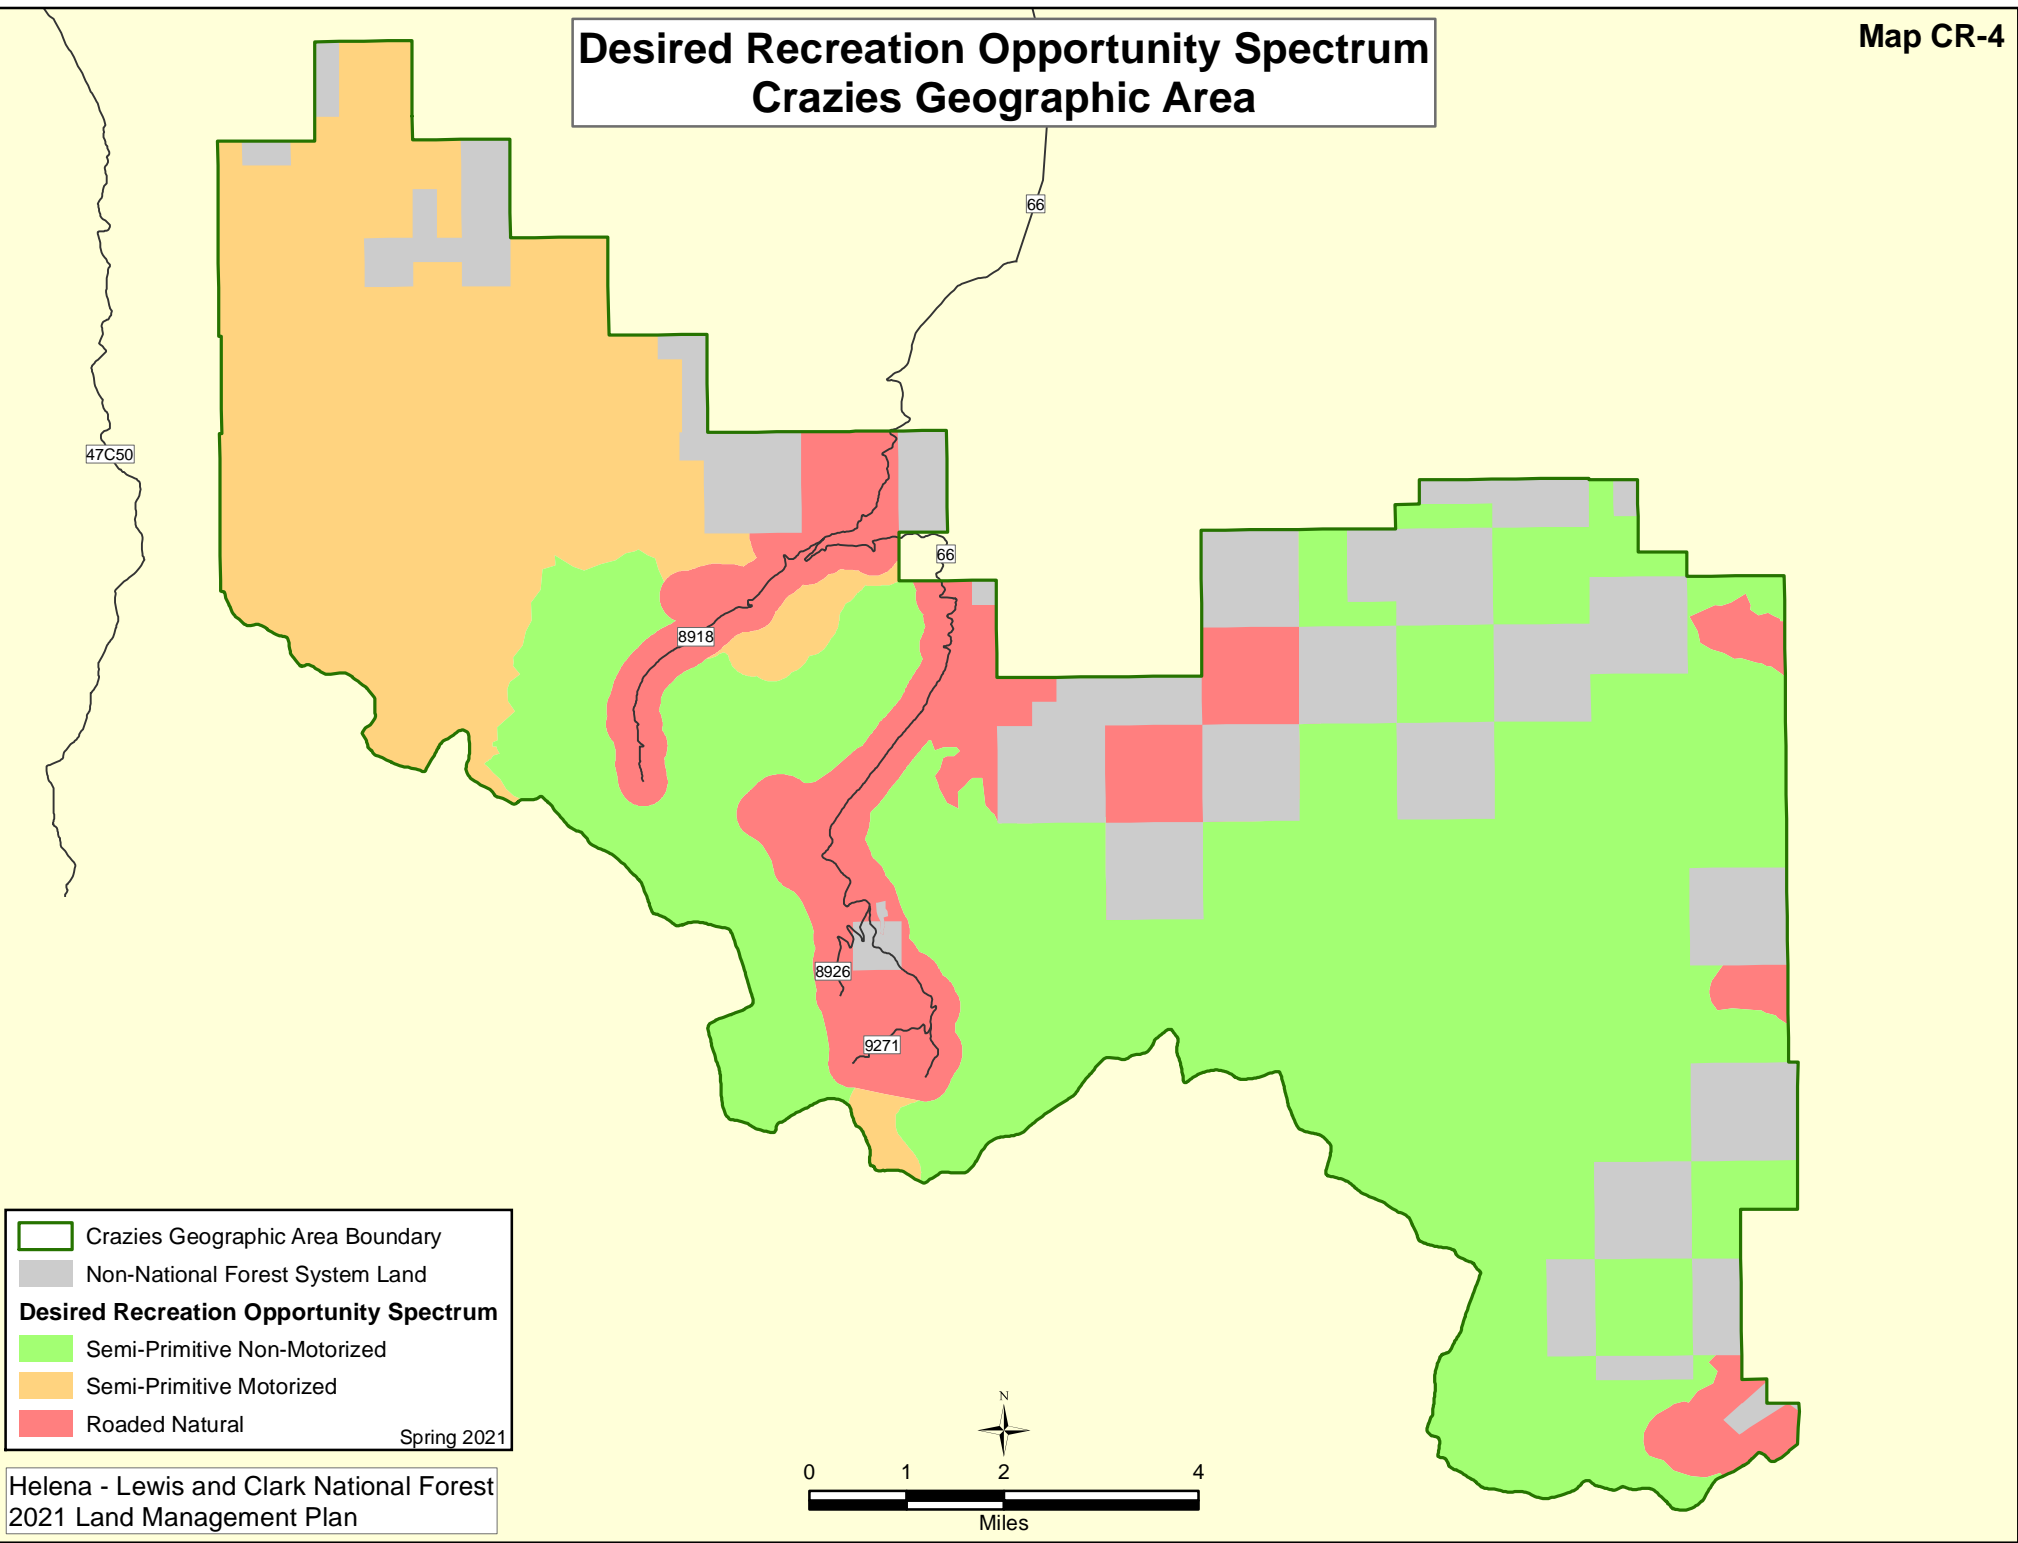 Desired Recreation Opportunity Spectrum
Crazies Geographic Area
Map CR-4
66
47C50
66
8918
8926
9271
Crazies Geographic Area Boundary
Non-National Forest System Land
Desired Recreation Opportunity Spectrum
Semi-Primitive Non-Motorized
Semi-Primitive Motorized
Roaded Natural
Spring 2021
Helena - Lewis and Clark National Forest
2021 Land Management Plan
N
0 1 2 4
Miles